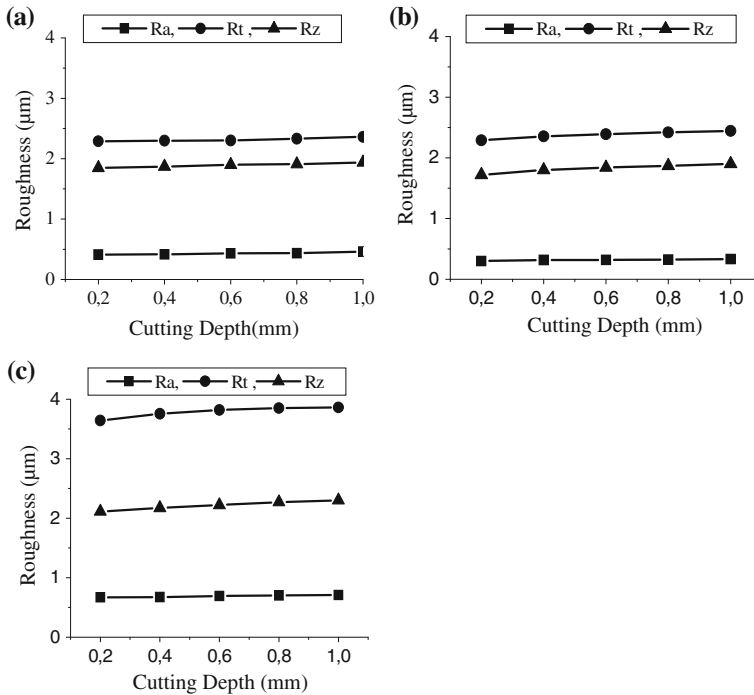 (a)
Ra, Rt , Rz
4
3
2
1
0
Roughness (µm)
0,2 0,4 0,6 0,8 1,0
Cutting Depth(mm)
(b)
Ra, Rt , Rz
4
3
2
1
0
Roughness (µm)
0,2 0,4 0,6 0,8 1,0
Cutting Depth (mm)
(c)
Ra, Rt , Rz
4
3
2
1
0
Roughness (µm)
0,2 0,4 0,6 0,8 1,0
Cutting Depth (mm)